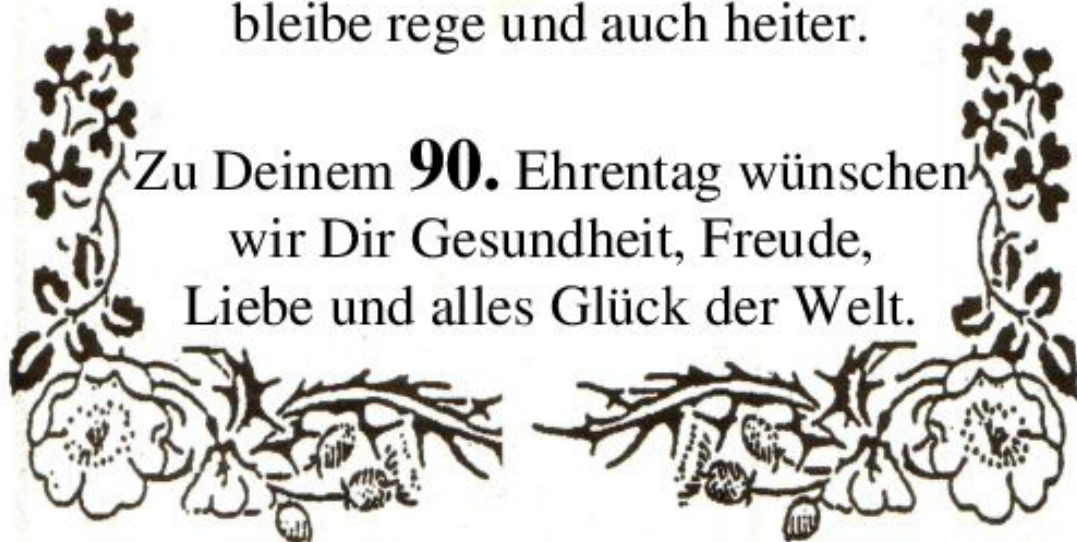 bleibe rege und auch heiter.
Zu Deinem 90. Ehrentag wünschen
wir Dir Gesundheit, Freude,
Liebe und alles Glück der Welt.